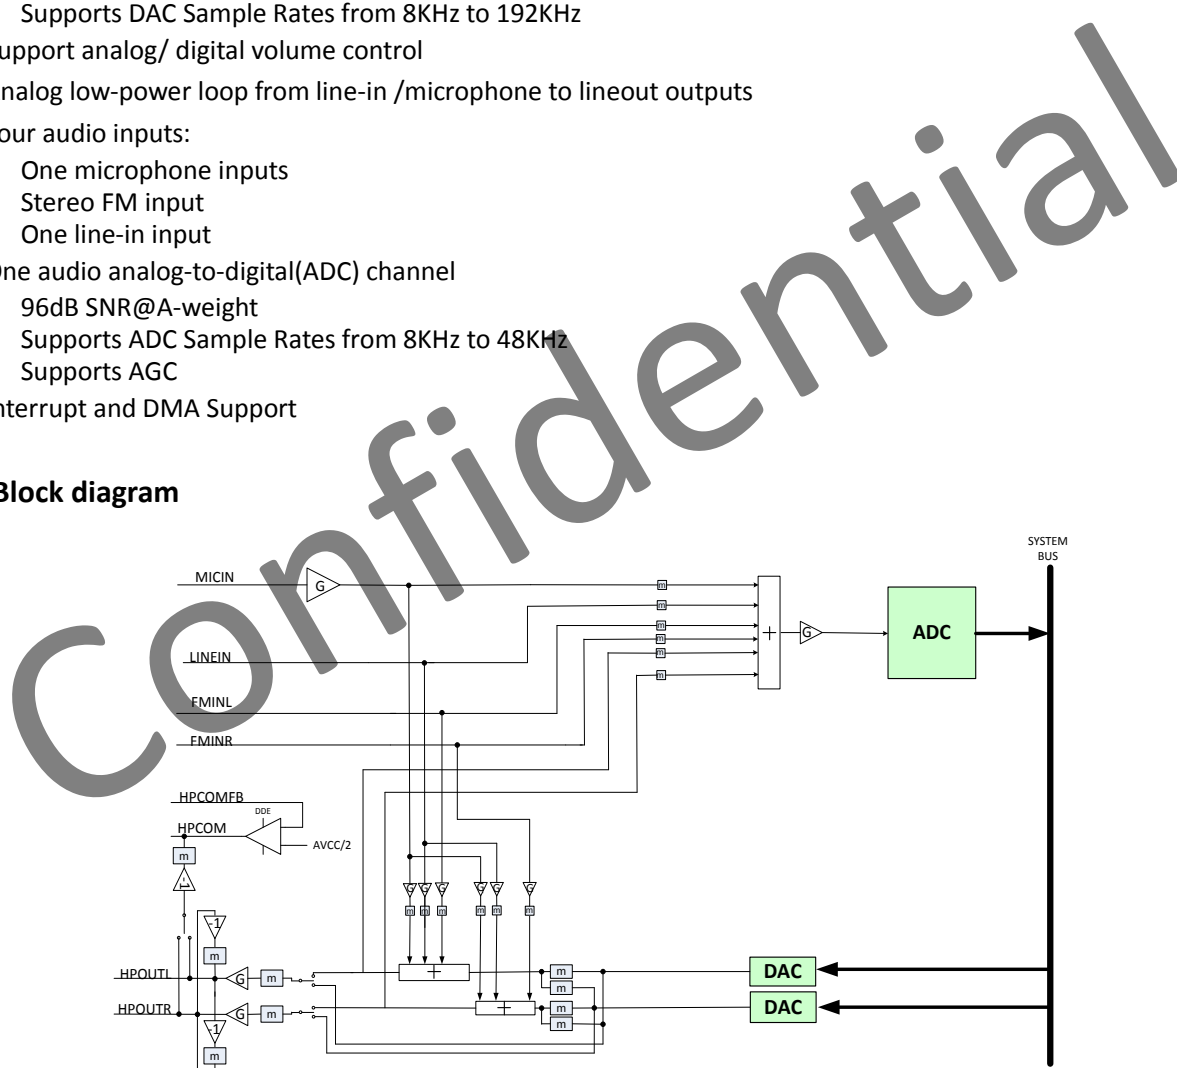 Supports DAC Sample Rates from 8KHz to 192KHz
upport analog/ digital volume control
nalog low-power loop from line-in /microphone to lineout outputs
our audio inputs:
One microphone inputs
Stereo FM input
One line-in input
ne audio analog-to-digital(ADC) channel
96dB SNR@A-weight
Supports ADC Sample Rates from 8KHz to 48KHz
Supports AGC
nterrupt and DMA Support
Confidential
Block diagram
SYSTEM
BUS
MICIN
G
m
m
m
m
m
m
+
G
ADC
LINEIN
FMINL
FMINR
HPCOMFB
DDE
HPCOM
AVCC/2
m
-1
G
G
G
G
G
G
m
m
m
m
m
m
-1
m
HPOUTL
G
m
+
m
DAC
m
HPOUTR
G
m
+
m
DAC
m
-1
m